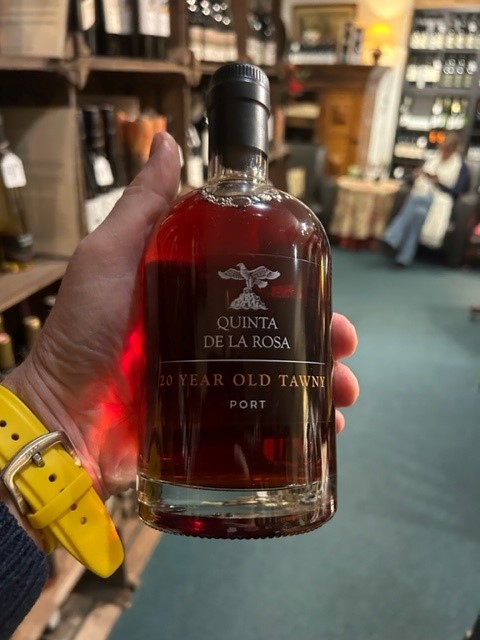 QUINTA
DE LA ROSA
20 YEAR OLD TAWNY
PORT